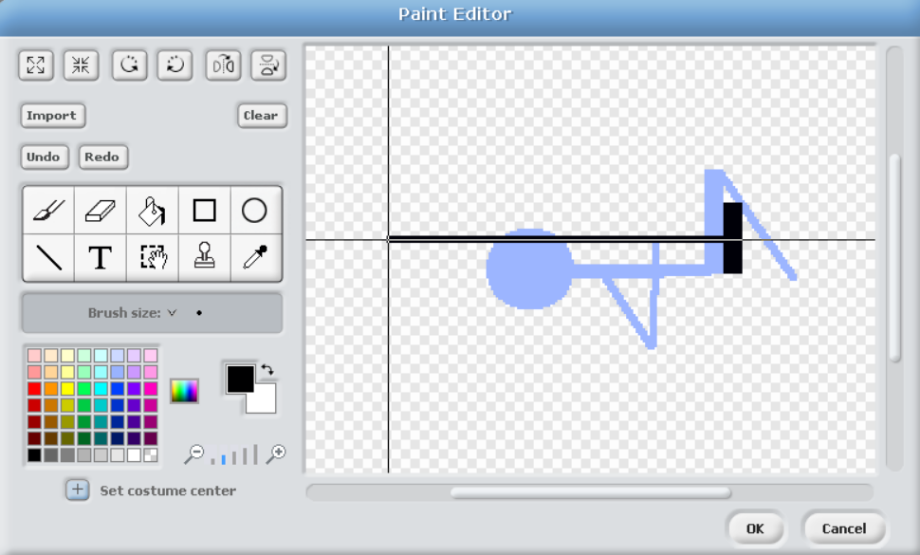 Paint Editor
Import
Clear
Undo
Redo
T
Brush size:
Set costume center
OK
Cancel